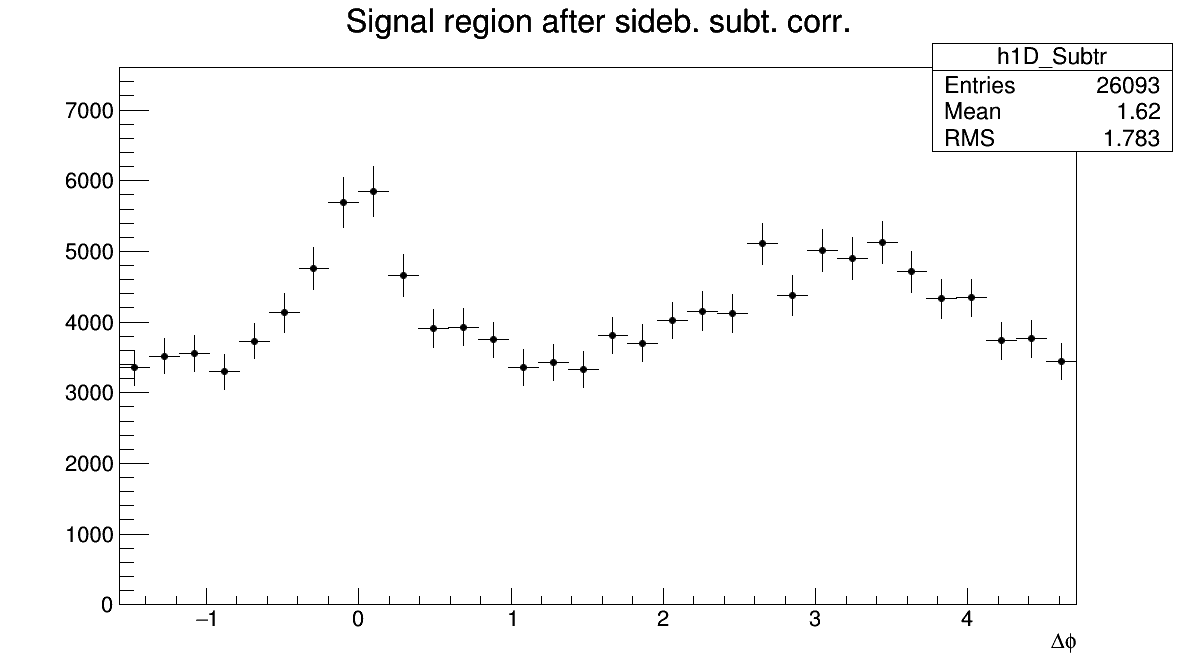 Signal region after sideb. subt. corr.
h1D_Subtr
Entries 26093
Mean 1.62
RMS 1.783
7000
6000
5000
4000
3000
2000
1000
0
−1 0 1 2 3 4
Δϕ